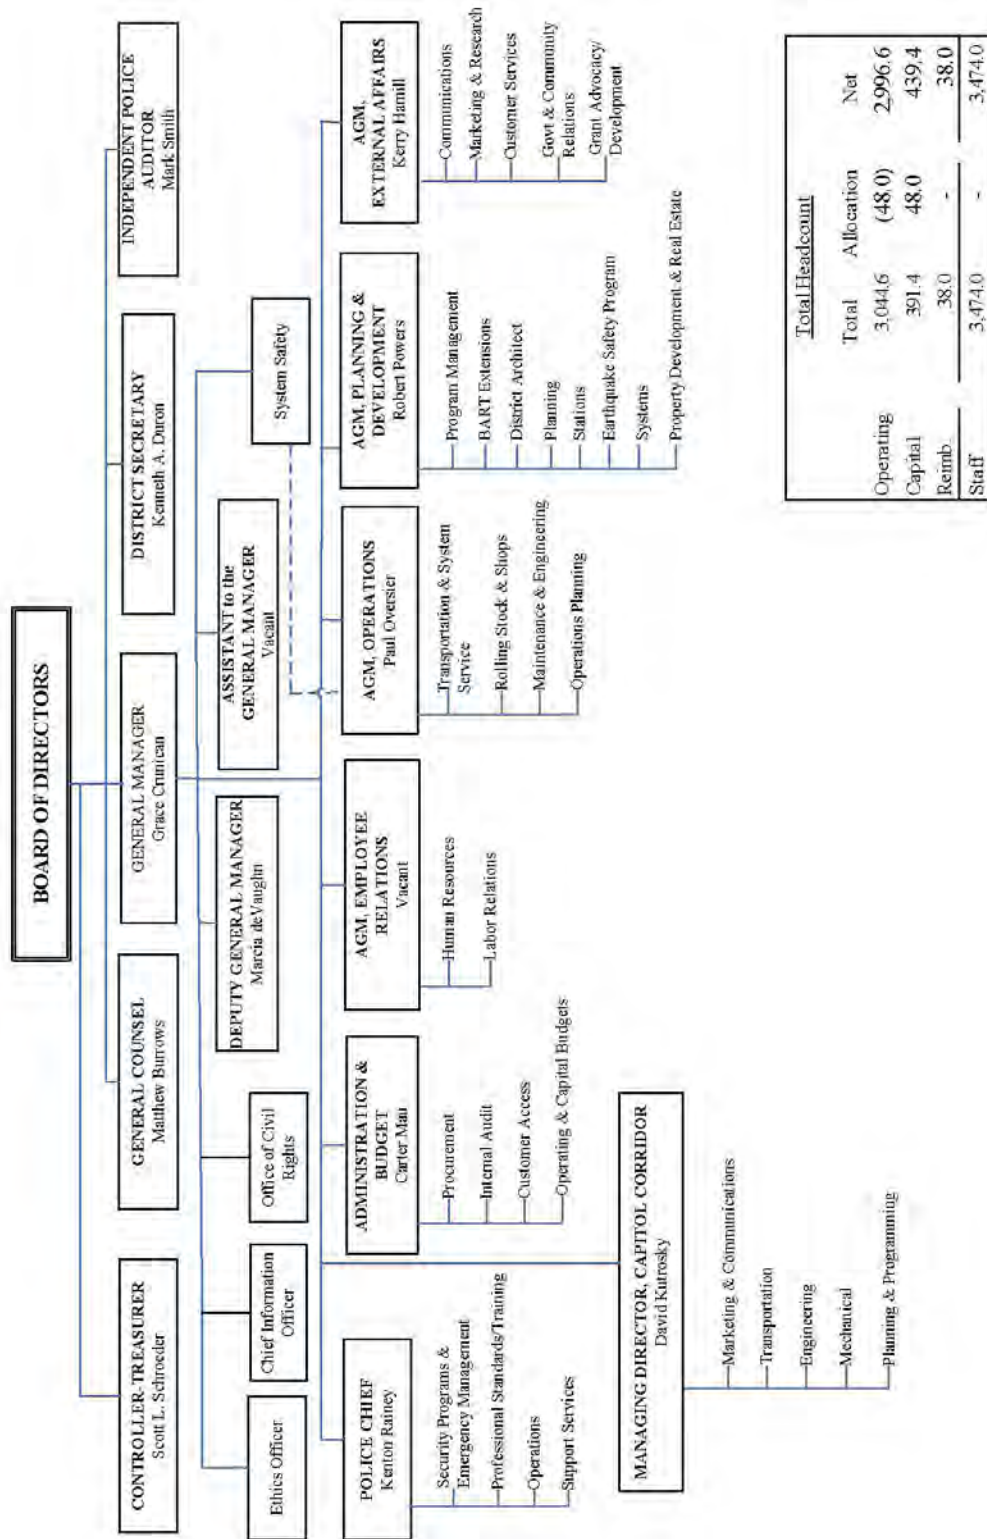 BOARD OF DIRECTORS
CONTROLLER-TREASURER
Scott L. Schroeder
GENERAL COUNSEL
Matthew Burrows
GENERAL MANAGER
Grace Crunican
DISTRICT SECRETARY
Kenneth A. Duron
INDEPENDENT POLICE
AUDITOR
Mark Smith
Ethics Officer
Chief Information
Officer
Office of Civil
Rights
DEPUTY GENERAL MANAGER
Marcia deVaughn
ASSISTANT to the
GENERAL MANAGER
Vacant
System Safety
POLICE CHIEF
Kenton Rainey
Security Programs &
Emergency Management
Professional Standards/Training
Operations
Support Services
ADMINISTRATION &
BUDGET
Carter Mau
Procurement
Internal Audit
Customer Access
Operating & Capital Budgets
AGM, EMPLOYEE
RELATIONS
Vacant
Human Resources
Labor Relations
AGM, OPERATIONS
Paul Oversier
Transportation & System
Service
Rolling Stock & Shops
Maintenance & Engineering
Operations Planning
AGM, PLANNING &
DEVELOPMENT
Robert Powers
Program Management
BART Extensions
District Architect
Planning
Stations
Earthquake Safety Program
Systems
Property Development & Real Estate
AGM,
EXTERNAL AFFAIRS
Kerry Hamill
Communications
Marketing & Research
Customer Services
Govt & Community
Relations
Grant Advocacy/
Development
MANAGING DIRECTOR, CAPITOL CORRIDOR
David Kutrosky
Marketing & Communications
Transportation
Engineering
Mechanical
Planning & Programming
Total Headcount
Total Allocation Net
Operating 3,044.6 (48.0) 2,996.6
Capital 391.4 48.0 439.4
Reimb. 38.0 - 38.0
Staff 3,474.0 - 3,474.0